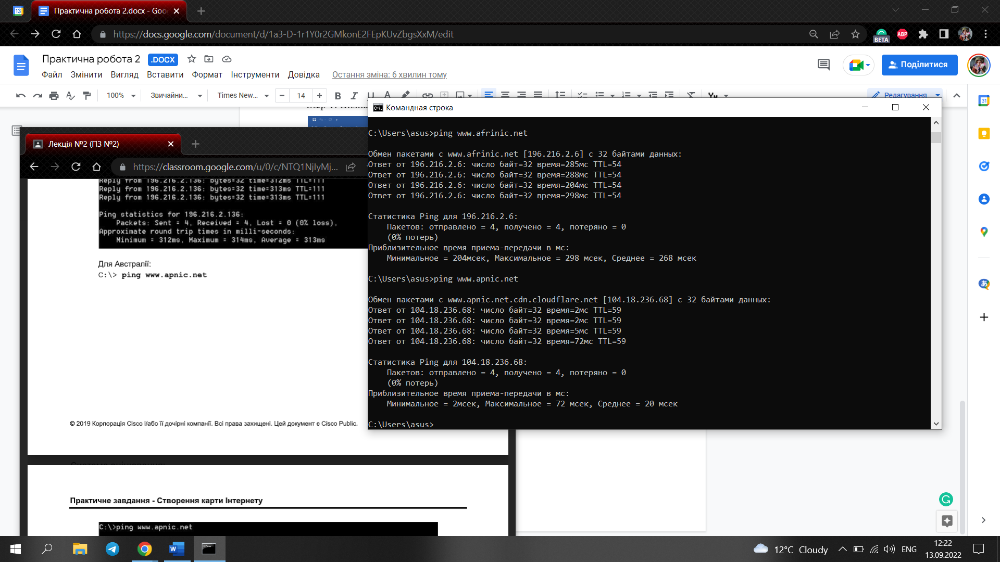 Практична робота 2.docx - Goo
https://docs.google.com/document/d/1a3-D-1r1Y0r2GMkonE2FEpKUvZbgsXxM/edit
ABP
BETA
Практична робота 2
.DOCX
Файл Змінити Вигляд Вставити Формат Інструменти Довідка Остання зміна: 6 хвилин тому
Поділитися
100% Звичайни... Times New... 14
Редагування
Командная строка
Лекція №2 (ПЗ №2)
https://classroom.google.com/u/0/c/NTQ1NjIyMj...
Reply from 196.216.2.136: bytes=32 time=312ms TTL=111
Reply from 196.216.2.136: bytes=32 time=313ms TTL=111
Reply from 196.216.2.136: bytes=32 time=313ms TTL=111
Ping statistics for 196.216.2.136:
Packets: Sent = 4, Received = 4, Lost = 0 (0% loss),
Approximate round trip times in milli-seconds:
Minimum = 312ms, Maximum = 314ms, Average = 313ms
Для Австралії:
C:\> ping www.apnic.net
© 2019 Корпорація Cisco і/або її дочірні компанії. Всі права захищені. Цей документ є Cisco Public.
Практичне завдання - Створення карти Інтернету
C:\>ping www.apnic.net
C:\Users\asus>ping www.afrinic.net
Обмен пакетами с www.afrinic.net [196.216.2.6] с 32 байтами данных:
Ответ от 196.216.2.6: число байт=32 время=285мс TTL=54
Ответ от 196.216.2.6: число байт=32 время=288мс TTL=54
Ответ от 196.216.2.6: число байт=32 время=204мс TTL=54
Ответ от 196.216.2.6: число байт=32 время=298мс TTL=54
Статистика Ping для 196.216.2.6:
Пакетов: отправлено = 4, получено = 4, потеряно = 0
(0% потерь)
Приблизительное время приема-передачи в мс:
Минимальное = 204мсек, Максимальное = 298 мсек, Среднее = 268 мсек
C:\Users\asus>ping www.apnic.net
Обмен пакетами с www.apnic.net.cdn.cloudflare.net [104.18.236.68] с 32 байтами данных:
Ответ от 104.18.236.68: число байт=32 время=2мс TTL=59
Ответ от 104.18.236.68: число байт=32 время=2мс TTL=59
Ответ от 104.18.236.68: число байт=32 время=5мс TTL=59
Ответ от 104.18.236.68: число байт=32 время=72мс TTL=59
Статистика Ping для 104.18.236.68:
Пакетов: отправлено = 4, получено = 4, потеряно = 0
(0% потерь)
Приблизительное время приема-передачи в мс:
Минимальное = 2мсек, Максимальное = 72 мсек, Среднее = 20 мсек
C:\Users\asus>
12°C Cloudy
ENG
12:22
13.09.2022